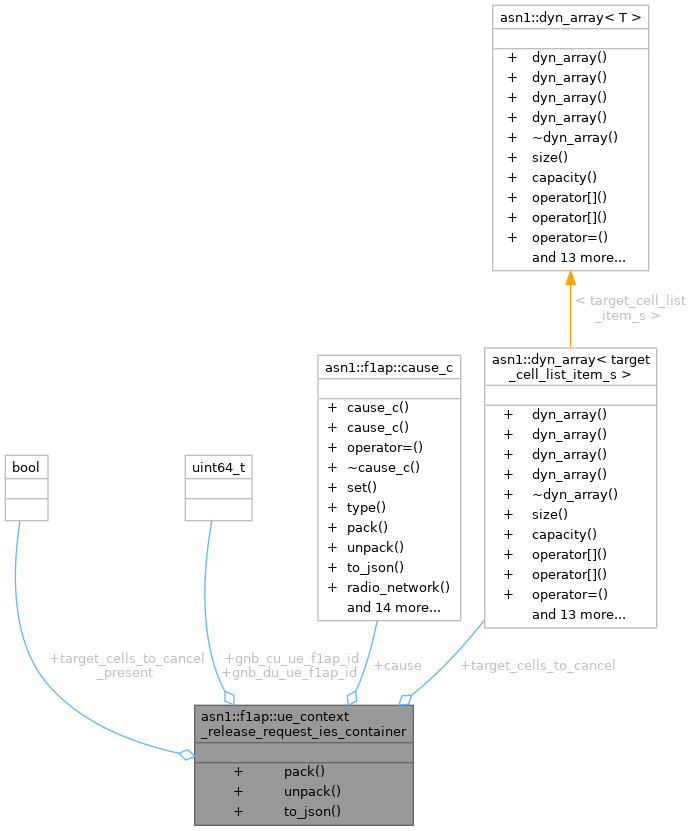 asn1::dyn_array< T >
+ dyn_array()
+ dyn_array()
+ dyn_array()
+ dyn_array()
+ ~dyn_array()
+ size()
+ capacity()
+ operator[]()
+ operator[]()
+ operator=()
and 13 more...
< target_cell_list
_item_s >
asn1::f1ap::cause_c
+ cause_c()
+ cause_c()
+ operator=()
+ ~cause_c()
+ set()
+ type()
+ pack()
+ unpack()
+ to_json()
+ radio_network()
and 14 more...
asn1::dyn_array< target
_cell_list_item_s >
+ dyn_array()
+ dyn_array()
+ dyn_array()
+ dyn_array()
+ ~dyn_array()
+ size()
+ capacity()
+ operator[]()
+ operator[]()
+ operator=()
and 13 more...
bool
uint64_t
+target_cells_to_cancel
_present
+gnb_cu_ue_f1ap_id
+gnb_du_ue_f1ap_id
+cause
+target_cells_to_cancel
asn1::f1ap::ue_context
_release_request_ies_container
+ pack()
+ unpack()
+ to_json()